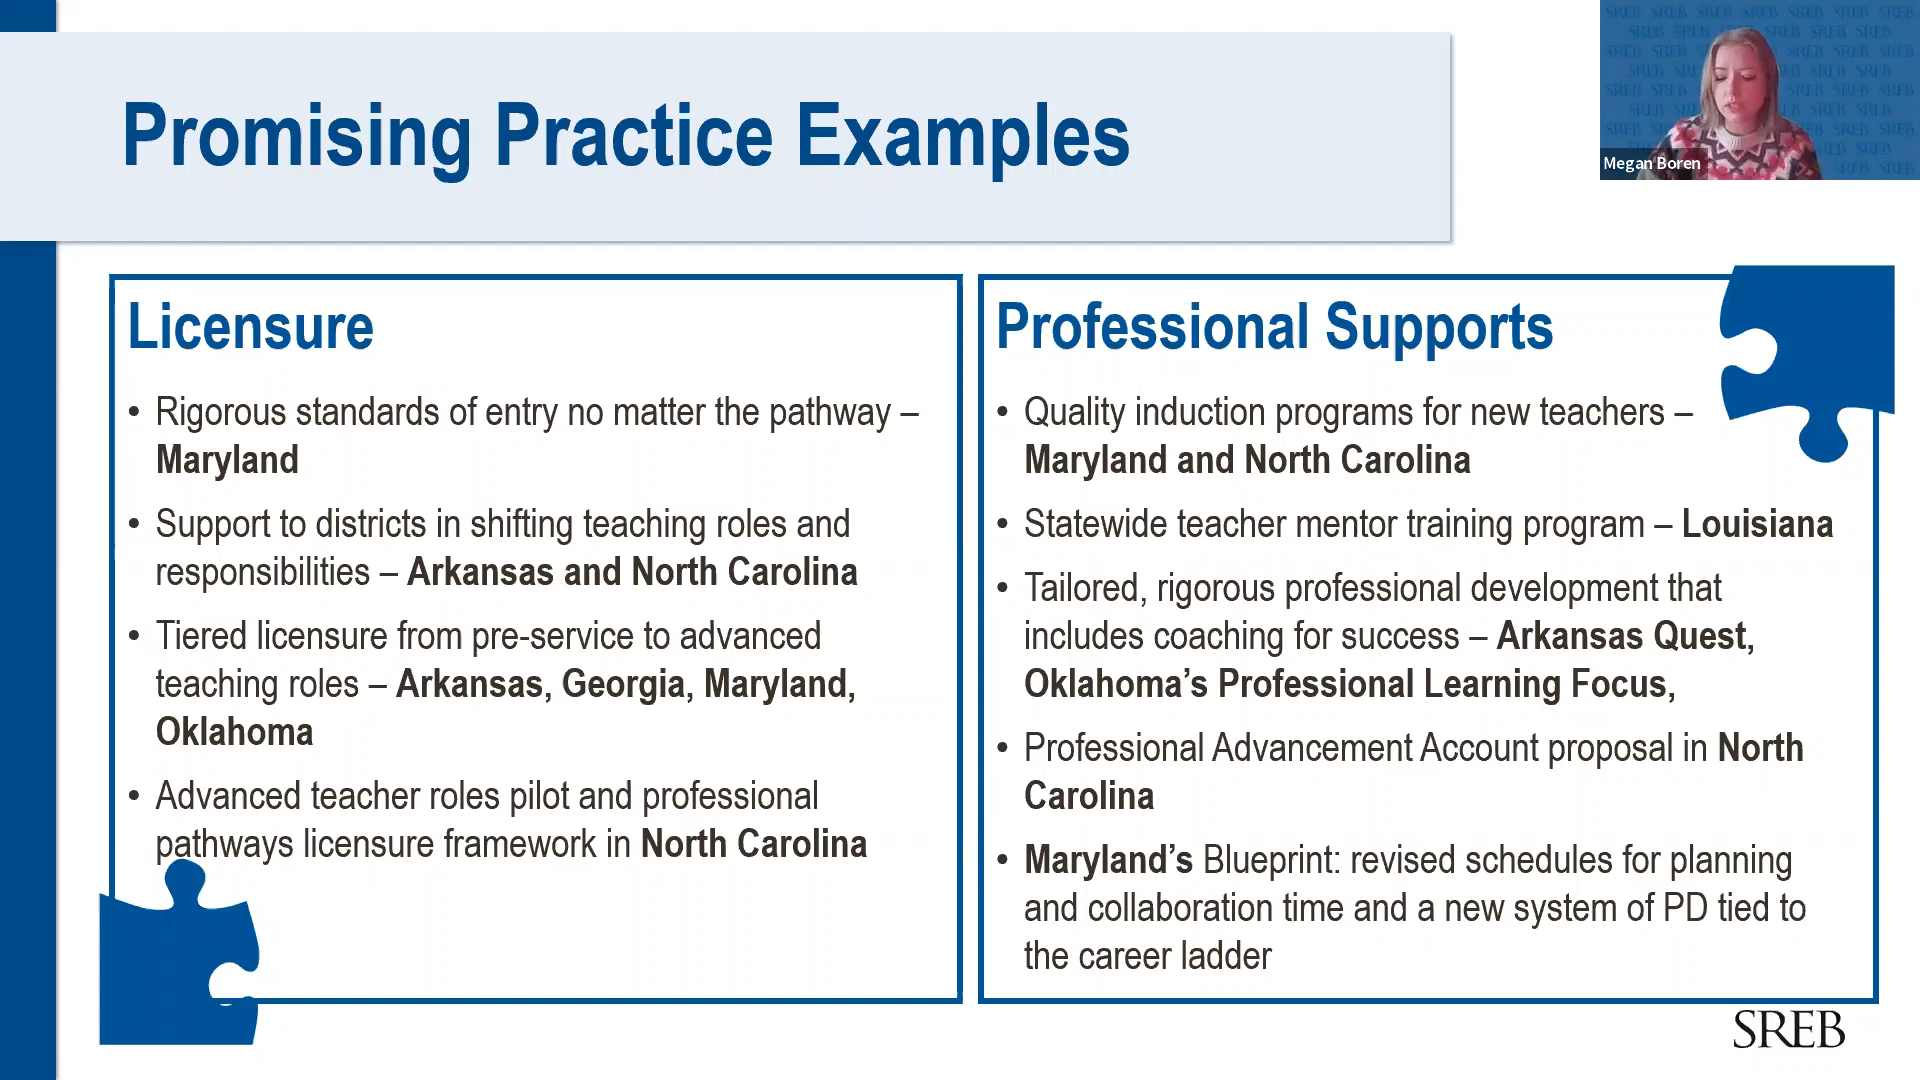 Promising Practice Examples
Megan Boren
Licensure
• Rigorous standards of entry no matter the pathway –
Maryland
• Support to districts in shifting teaching roles and
responsibilities – Arkansas and North Carolina
• Tiered licensure from pre-service to advanced
teaching roles – Arkansas, Georgia, Maryland,
Oklahoma
• Advanced teacher roles pilot and professional
pathways licensure framework in North Carolina
Professional Supports
• Quality induction programs for new teachers –
Maryland and North Carolina
• Statewide teacher mentor training program – Louisiana
• Tailored, rigorous professional development that
includes coaching for success – Arkansas Quest,
Oklahoma’s Professional Learning Focus,
• Professional Advancement Account proposal in North
Carolina
• Maryland’s Blueprint: revised schedules for planning
and collaboration time and a new system of PD tied to
the career ladder
SREB